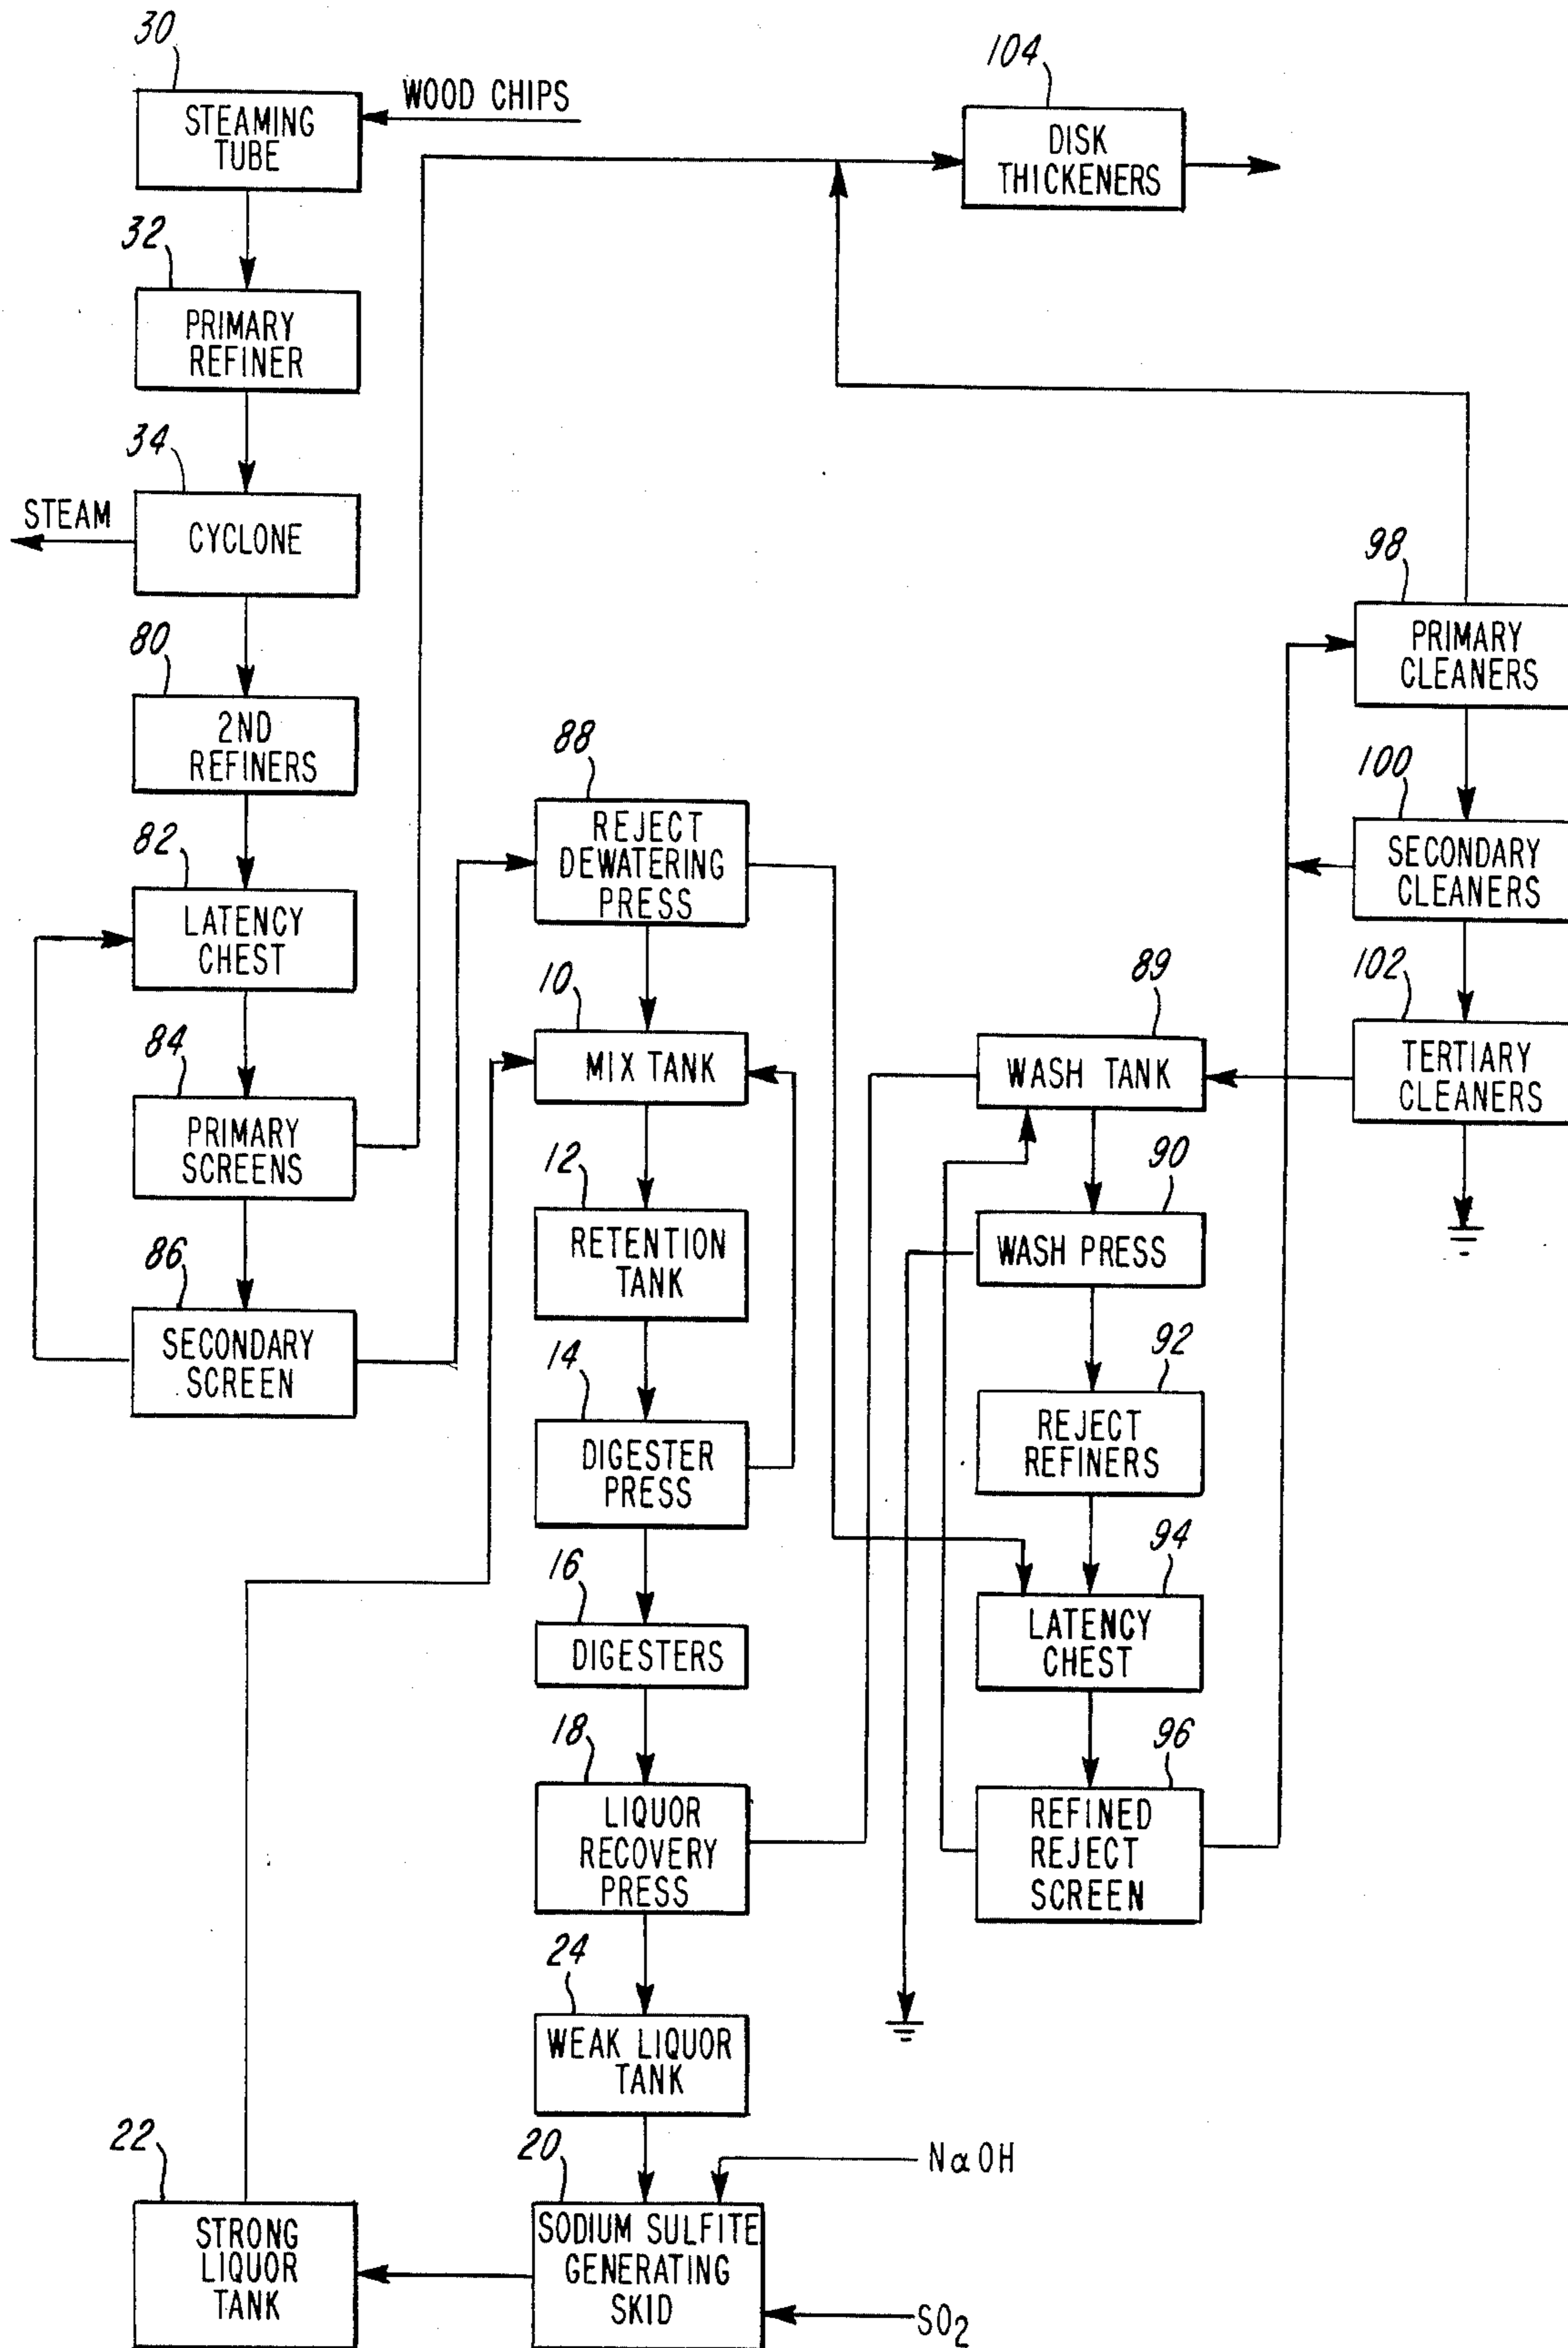 30
STEAMING
TUBE
WOOD CHIPS
104
DISK
THICKENERS
32
PRIMARY
REFINER
34
STEAM
CYCLONE
80
2ND
REFINERS
82
LATENCY
CHEST
84
PRIMARY
SCREENS
86
SECONDARY
SCREEN
88
REJECT
DEWATERING
PRESS
10
MIX TANK
12
RETENTION
TANK
14
DIGESTER
PRESS
16
DIGESTERS
18
LIQUOR
RECOVERY
PRESS
24
WEAK LIQUOR
TANK
20
SODIUM SULFITE
GENERATING
SKID
NaOH
SO2
22
STRONG
LIQUOR
TANK
89
WASH TANK
90
WASH PRESS
92
REJECT
REFINERS
94
LATENCY
CHEST
96
REFINED
REJECT
SCREEN
98
PRIMARY
CLEANERS
100
SECONDARY
CLEANERS
102
TERTIARY
CLEANERS